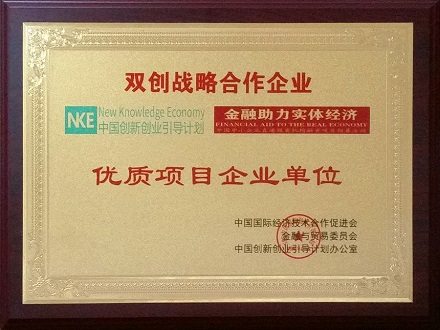 双创战略合作企业
NKE New Knowledge Economy
中国创新创业引导计划
金融助力实体经济
FINANCIAL AID TO THE REAL ECONOMY
优质项目企业单位
中国国际经济技术合作促进会
金融与贸易委员会
中国创新创业引导计划办公室